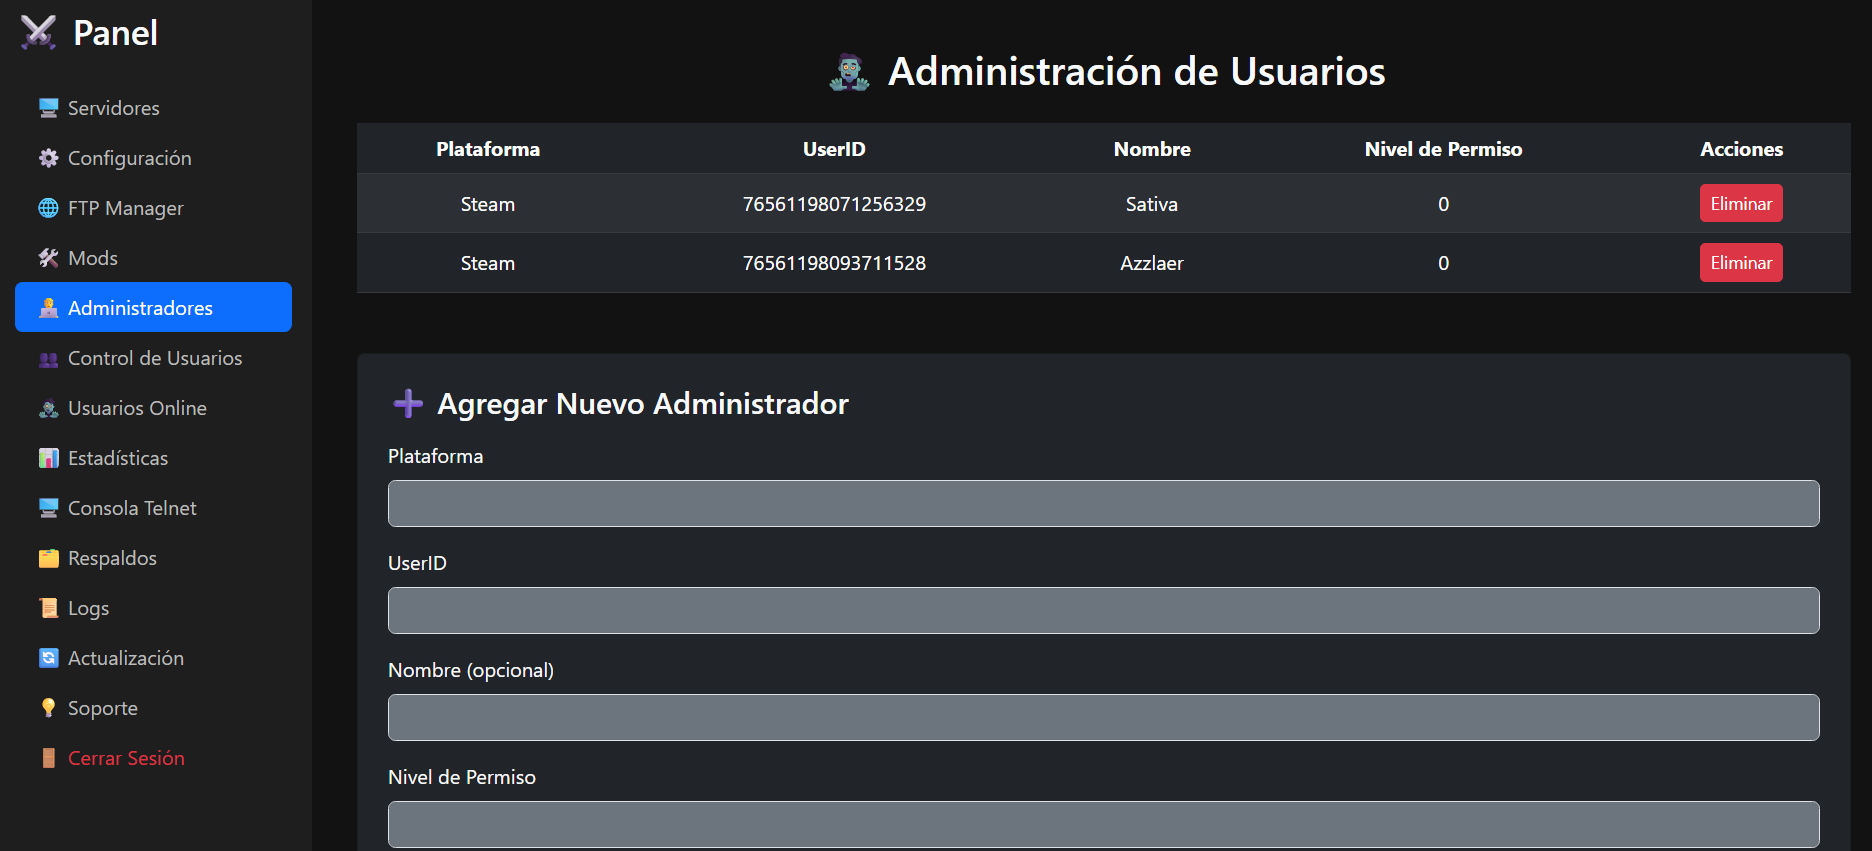 Panel
Servidores
Configuración
FTP Manager
Mods
Administradores
Control de Usuarios
Usuarios Online
Estadísticas
Consola Telnet
Respaldos
Logs
Actualización
Soporte
Cerrar Sesión
Administración de Usuarios
Plataforma UserID Nombre Nivel de Permiso Acciones
Steam 76561198071256329 Sativa 0 Eliminar
Steam 76561198093711528 Azzlaer 0 Eliminar
Agregar Nuevo Administrador
Plataforma
UserID
Nombre (opcional)
Nivel de Permiso